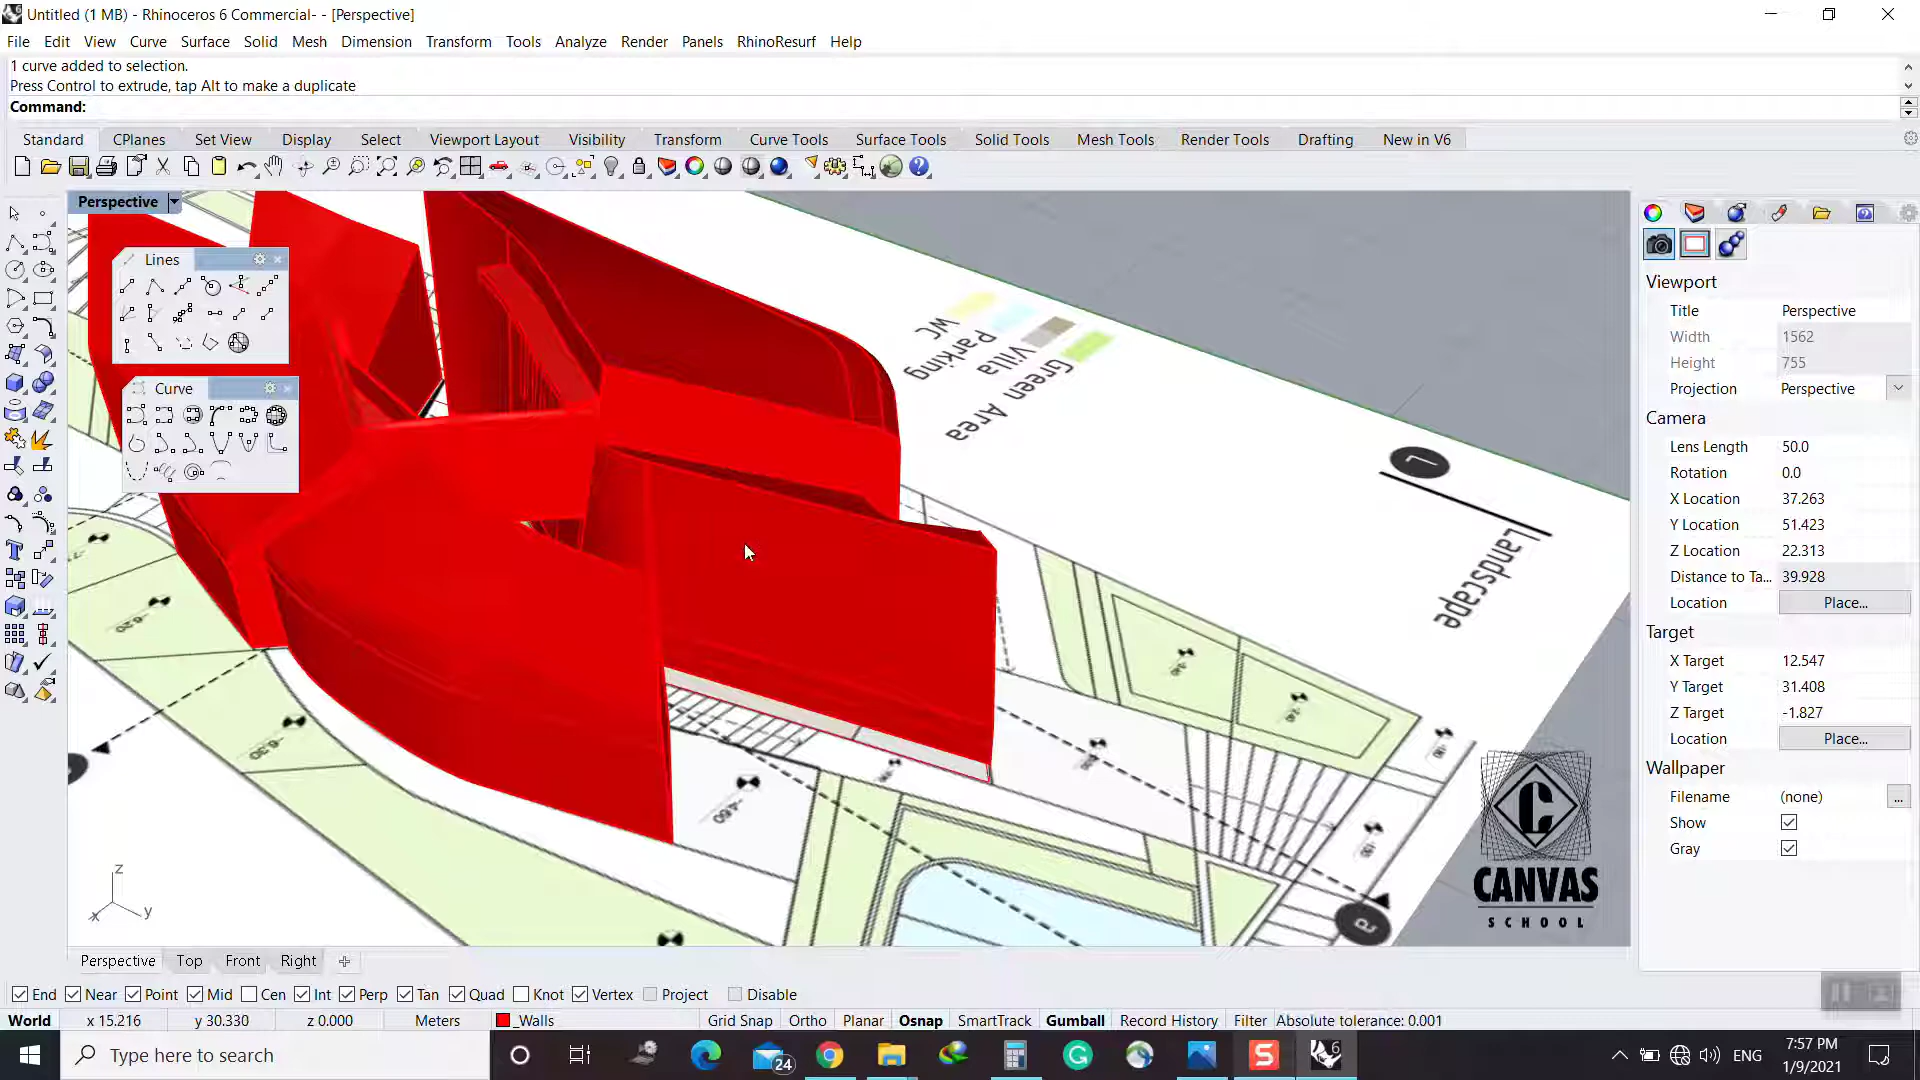 Untitled (1 MB) - Rhinoceros 6 Commercial- - [Perspective]
File Edit View Curve Surface Solid Mesh Dimension Transform Tools Analyze Render Panels RhinoResurf Help
1 curve added to selection.
Press Control to extrude, tap Alt to make a duplicate
Command:
Standard CPlanes Set View Display Select Viewport Layout Visibility Transform Curve Tools Surface Tools Solid Tools Mesh Tools Render Tools Drafting New in V6
Perspective
Lines
Curve
WC
Parking
Villa
Green Area
Landscape
-6.20
-6.30
-4.60
a
CANVAS
SCHOOL
z
x y
Viewport
Title Perspective
Width 1562
Height 755
Projection Perspective
Camera
Lens Length 50.0
Rotation 0.0
X Location 37.263
Y Location 51.423
Z Location 22.313
Distance to Ta... 39.928
Location Place...
Target
X Target 12.547
Y Target 31.408
Z Target -1.827
Location Place...
Wallpaper
Filename (none) ...
Show
Gray
Perspective Top Front Right
End Near Point Mid Cen Int Perp Tan Quad Knot Vertex Project Disable
World x 15.216 y 30.330 z 0.000 Meters _Walls Grid Snap Ortho Planar Osnap SmartTrack Gumball Record History Filter Absolute tolerance: 0.001
Type here to search
24
ENG
7:57 PM
1/9/2021